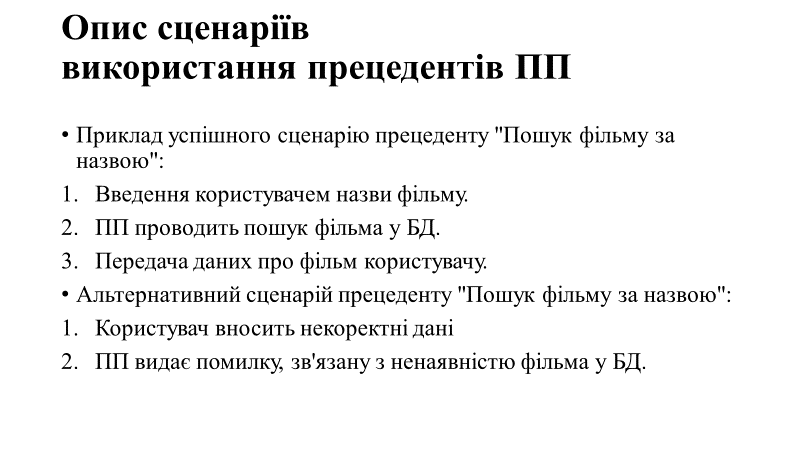 Опис сценаріїв
використання прецедентів ПП
• Приклад успішного сценарію прецеденту "Пошук фільму за
назвою":
1. Введення користувачем назви фільму.
2. ПП проводить пошук фільма у БД.
3. Передача даних про фільм користувачу.
• Альтернативний сценарій прецеденту "Пошук фільму за назвою":
1. Користувач вносить некоректні дані
2. ПП видає помилку, зв'язану з ненаявністю фільма у БД.